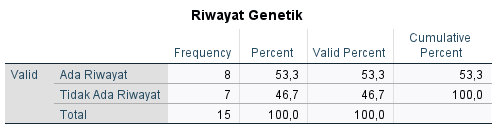 Riwayat Genetik
Frequency Percent Valid Percent Cumulative Percent
Valid Ada Riwayat 8 53,3 53,3 53,3
Tidak Ada Riwayat 7 46,7 46,7 100,0
Total 15 100,0 100,0